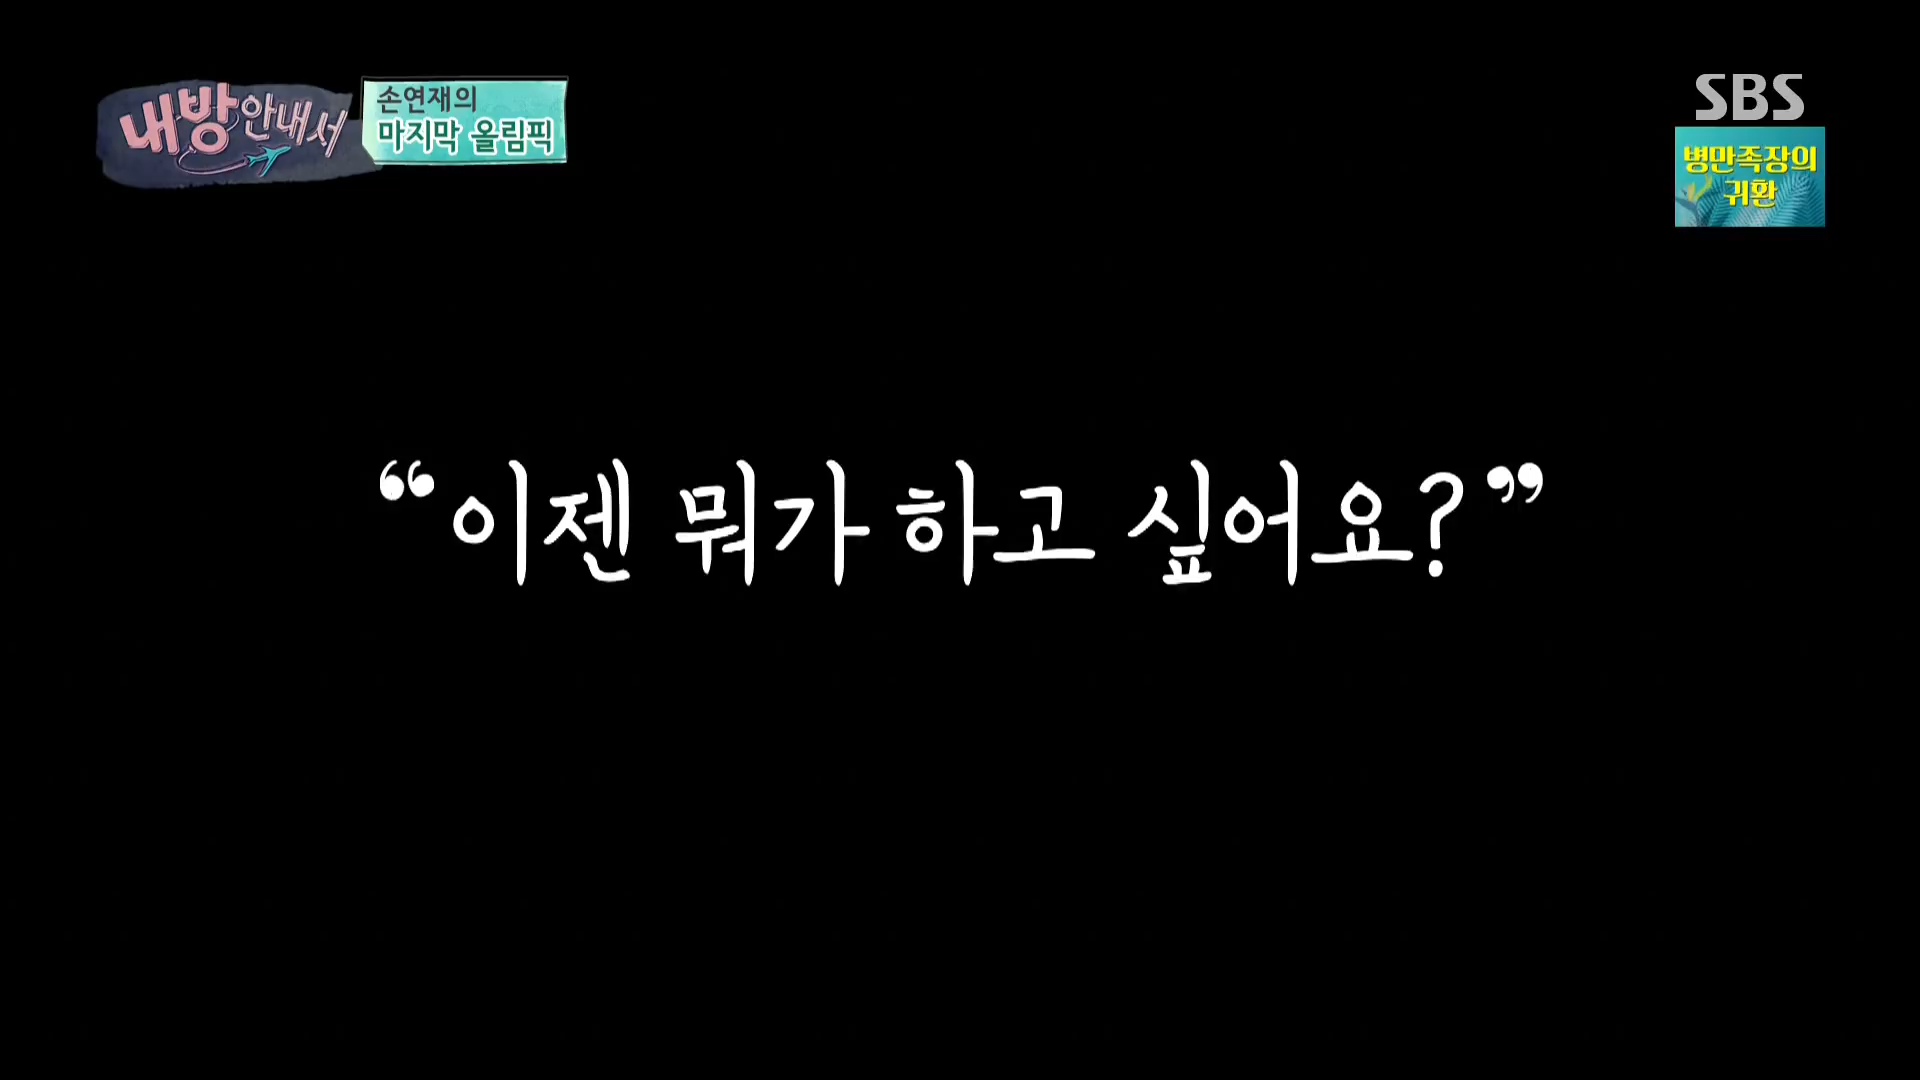 내방안내서
손연재의
마지막 올림픽
SBS
병만족장의
귀환
“이젠 뭐가 하고 싶어요?”